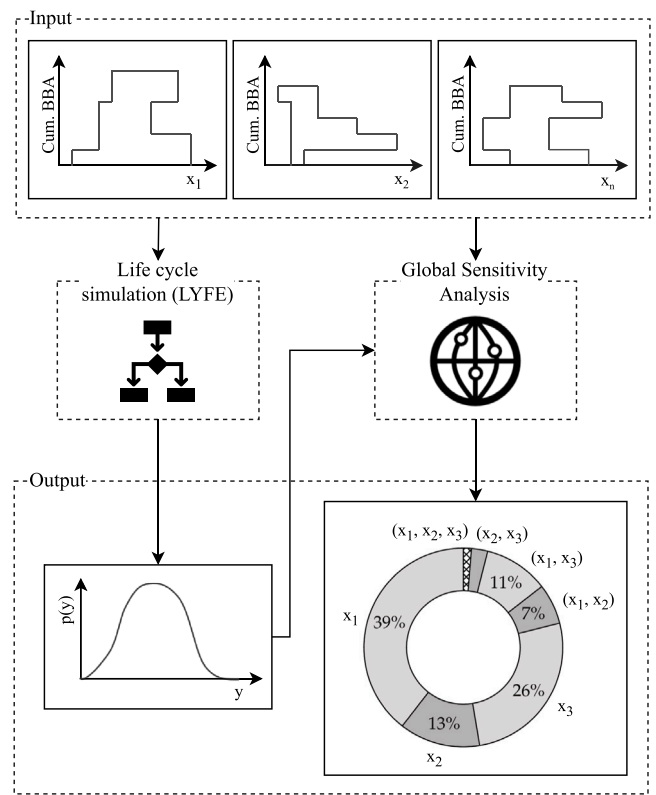 Input
Cum. BBA
x1
Cum. BBA
x2
Cum. BBA
xn
Life cycle
simulation (LYFE)
Global Sensitivity
Analysis
Output
p(y)
y
(x1, x2, x3)
(x2, x3)
(x1, x3)
11%
(x1, x2)
7%
x1
39%
26%
x3
13%
x2